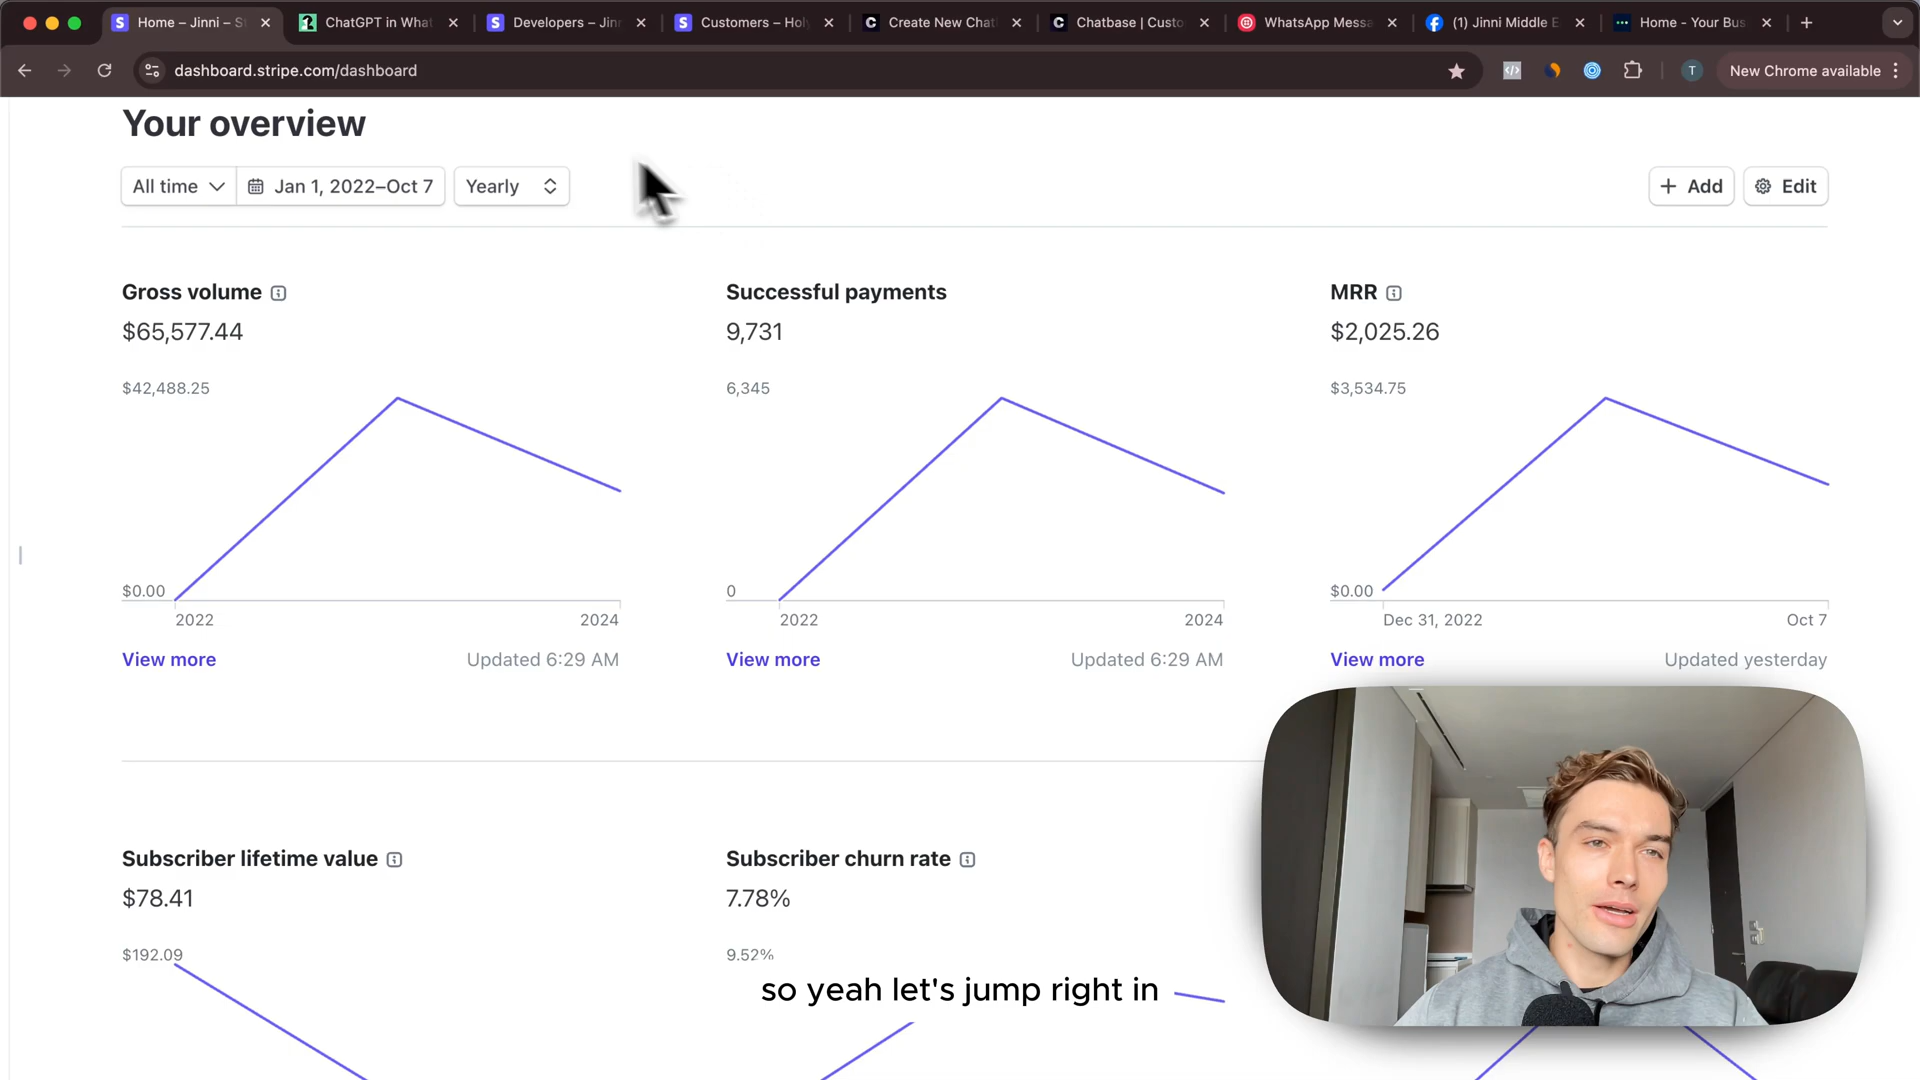 Home – Jinni – S
ChatGPT in What
Developers – Jinn
Customers – Holy
Create New Chat
Chatbase | Custo
WhatsApp Messa
(1) Jinni Middle E
Home - Your Bus
dashboard.stripe.com/dashboard
T
New Chrome available
Your overview
All time
Jan 1, 2022–Oct 7
Yearly
Add
Edit
Gross volume
$65,577.44
$42,488.25
$0.00
2022
2024
View more
Updated 6:29 AM
Successful payments
9,731
6,345
0
2022
2024
View more
Updated 6:29 AM
MRR
$2,025.26
$3,534.75
$0.00
Dec 31, 2022
Oct 7
View more
Updated yesterday
Subscriber lifetime value
$78.41
$192.09
Subscriber churn rate
7.78%
9.52%
so yeah let's jump right in